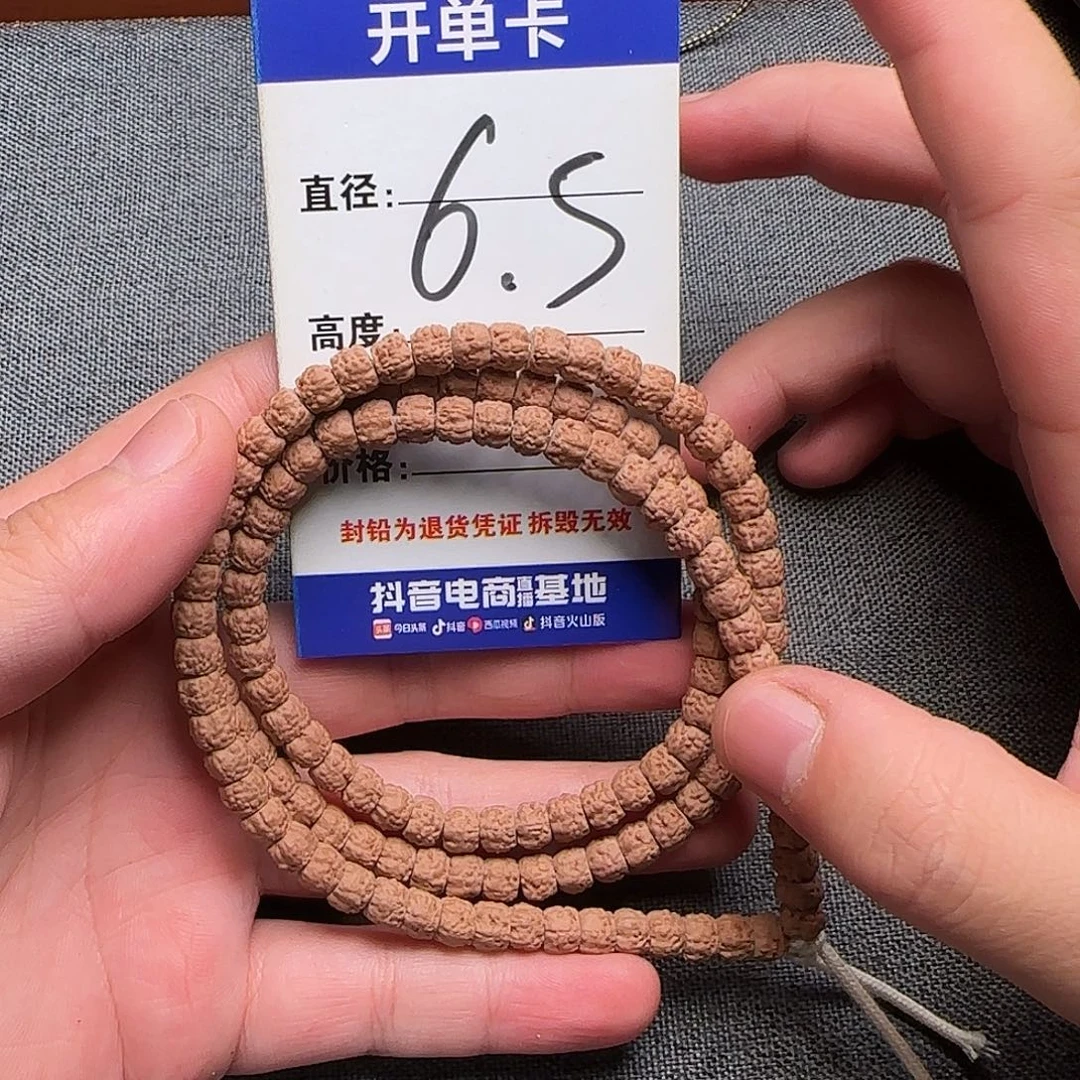 开单卡
直径: 6.5
高度:
价格:
封铅为退货凭证 拆毁无效
抖音电商直播基地
头条 今日头条 抖音 西瓜视频 抖音火山版